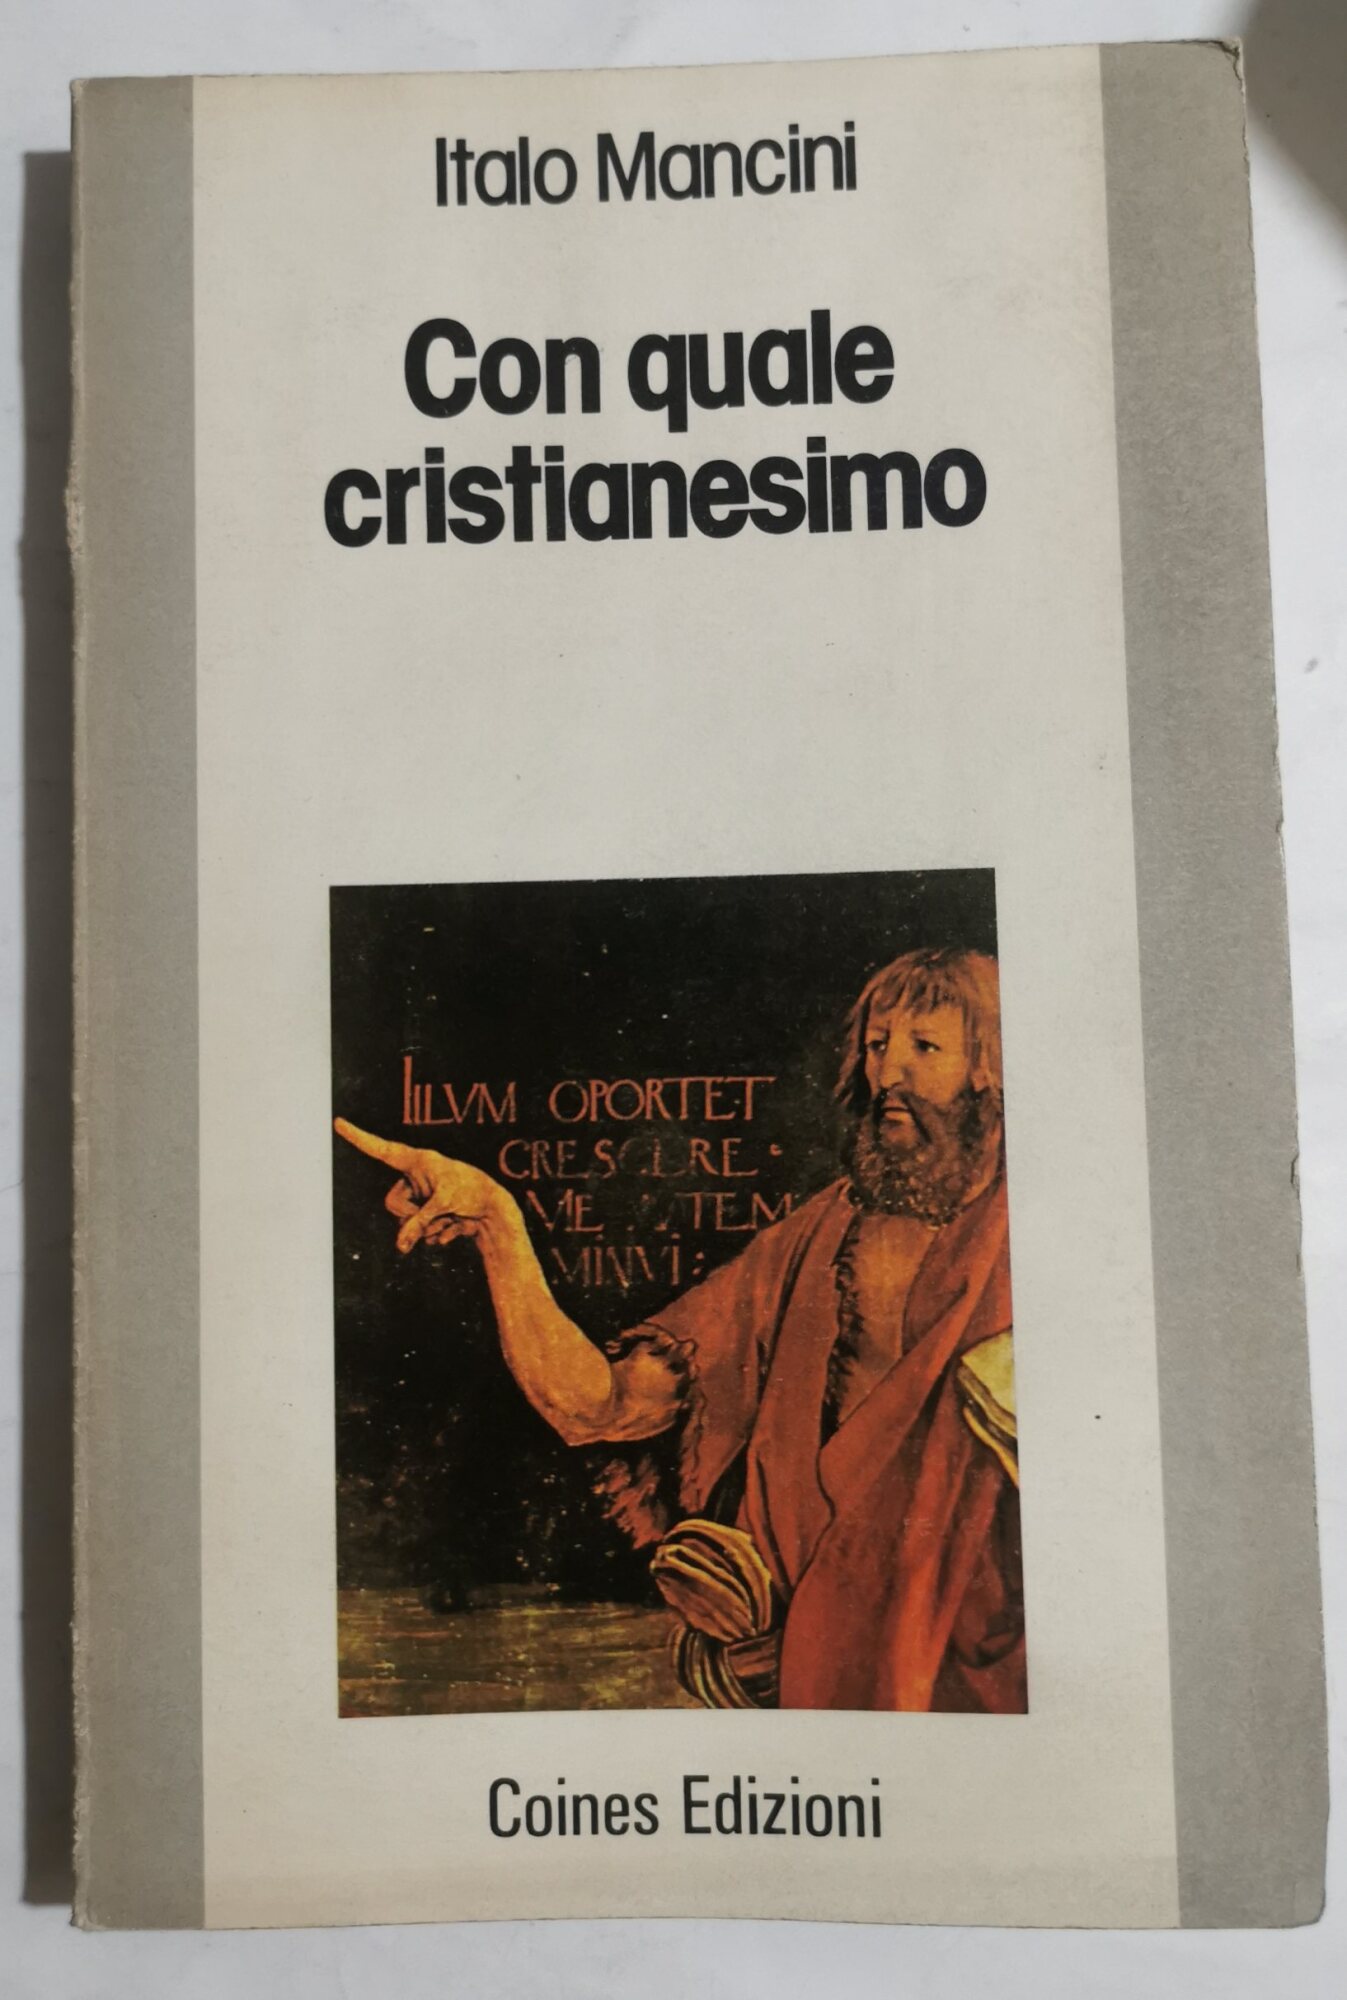 Italo Mancini
Con quale
cristianesimo
ILLVM OPORTET
CRESCERE
ME AVTEM
MINVI
Coines Edizioni